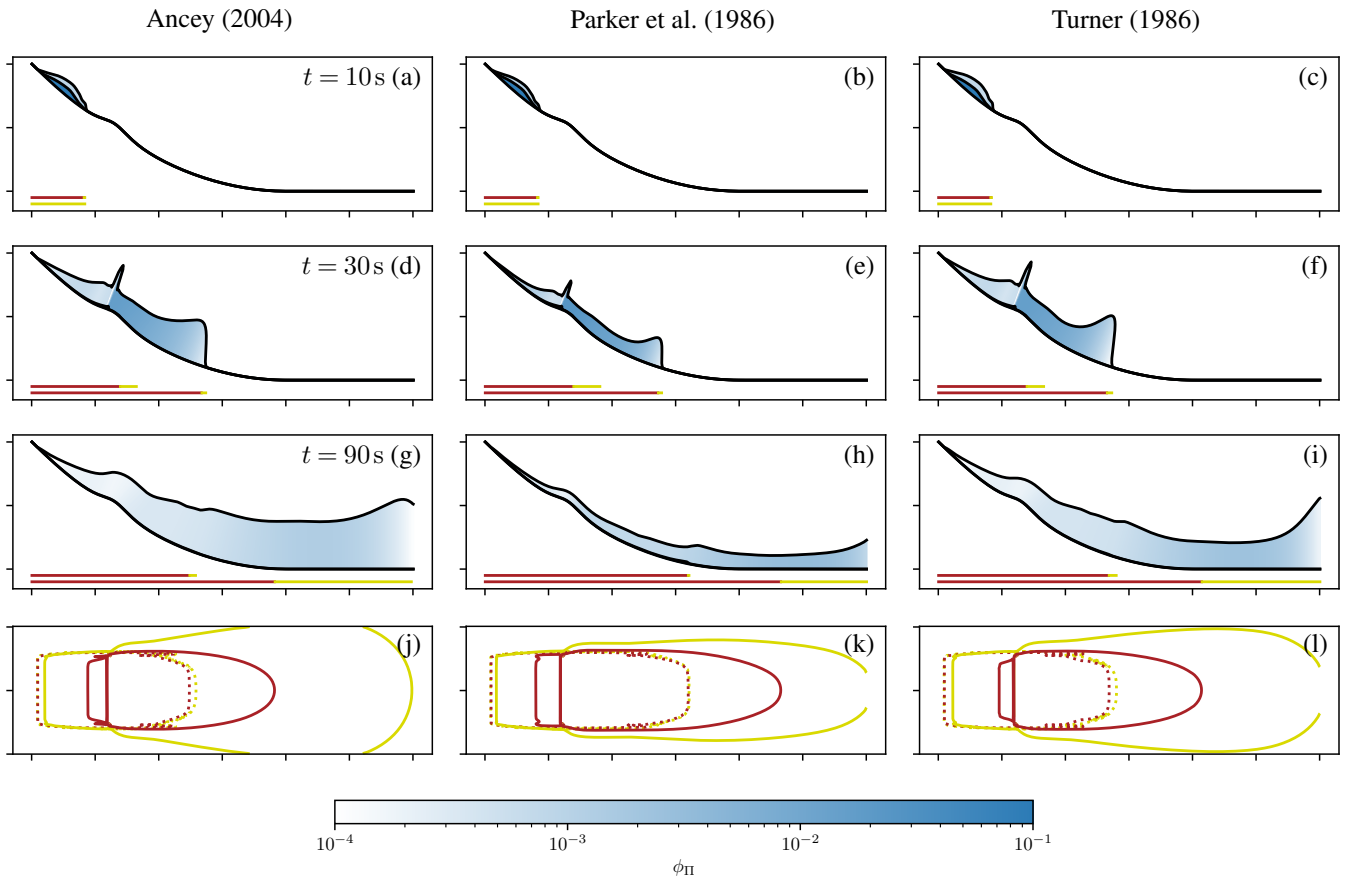 Ancey (2004) Parker et al. (1986) Turner (1986)
t = 10 s (a) (b) (c)
t = 30 s (d) (e) (f)
t = 90 s (g) (h) (i)
(j) (k) (l)
10⁻⁴ 10⁻³ 10⁻² 10⁻¹
ϕ_Π